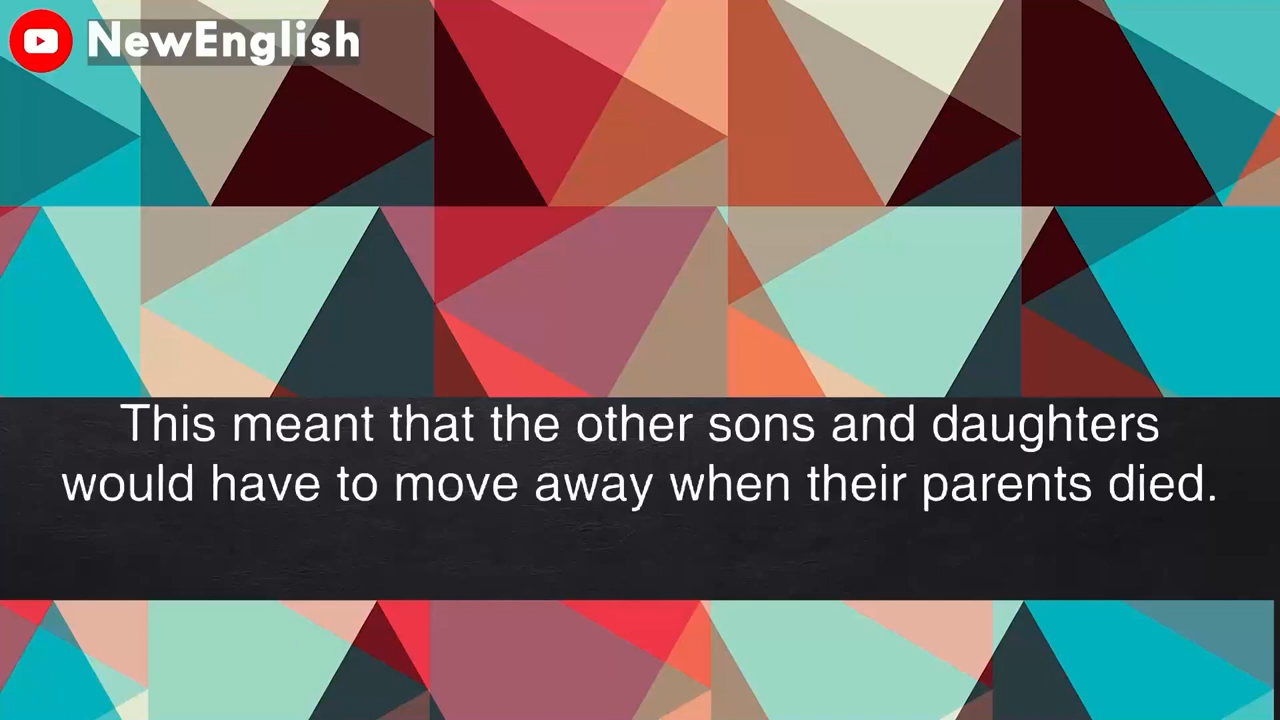 NewEnglish
This meant that the other sons and daughters
would have to move away when their parents died.